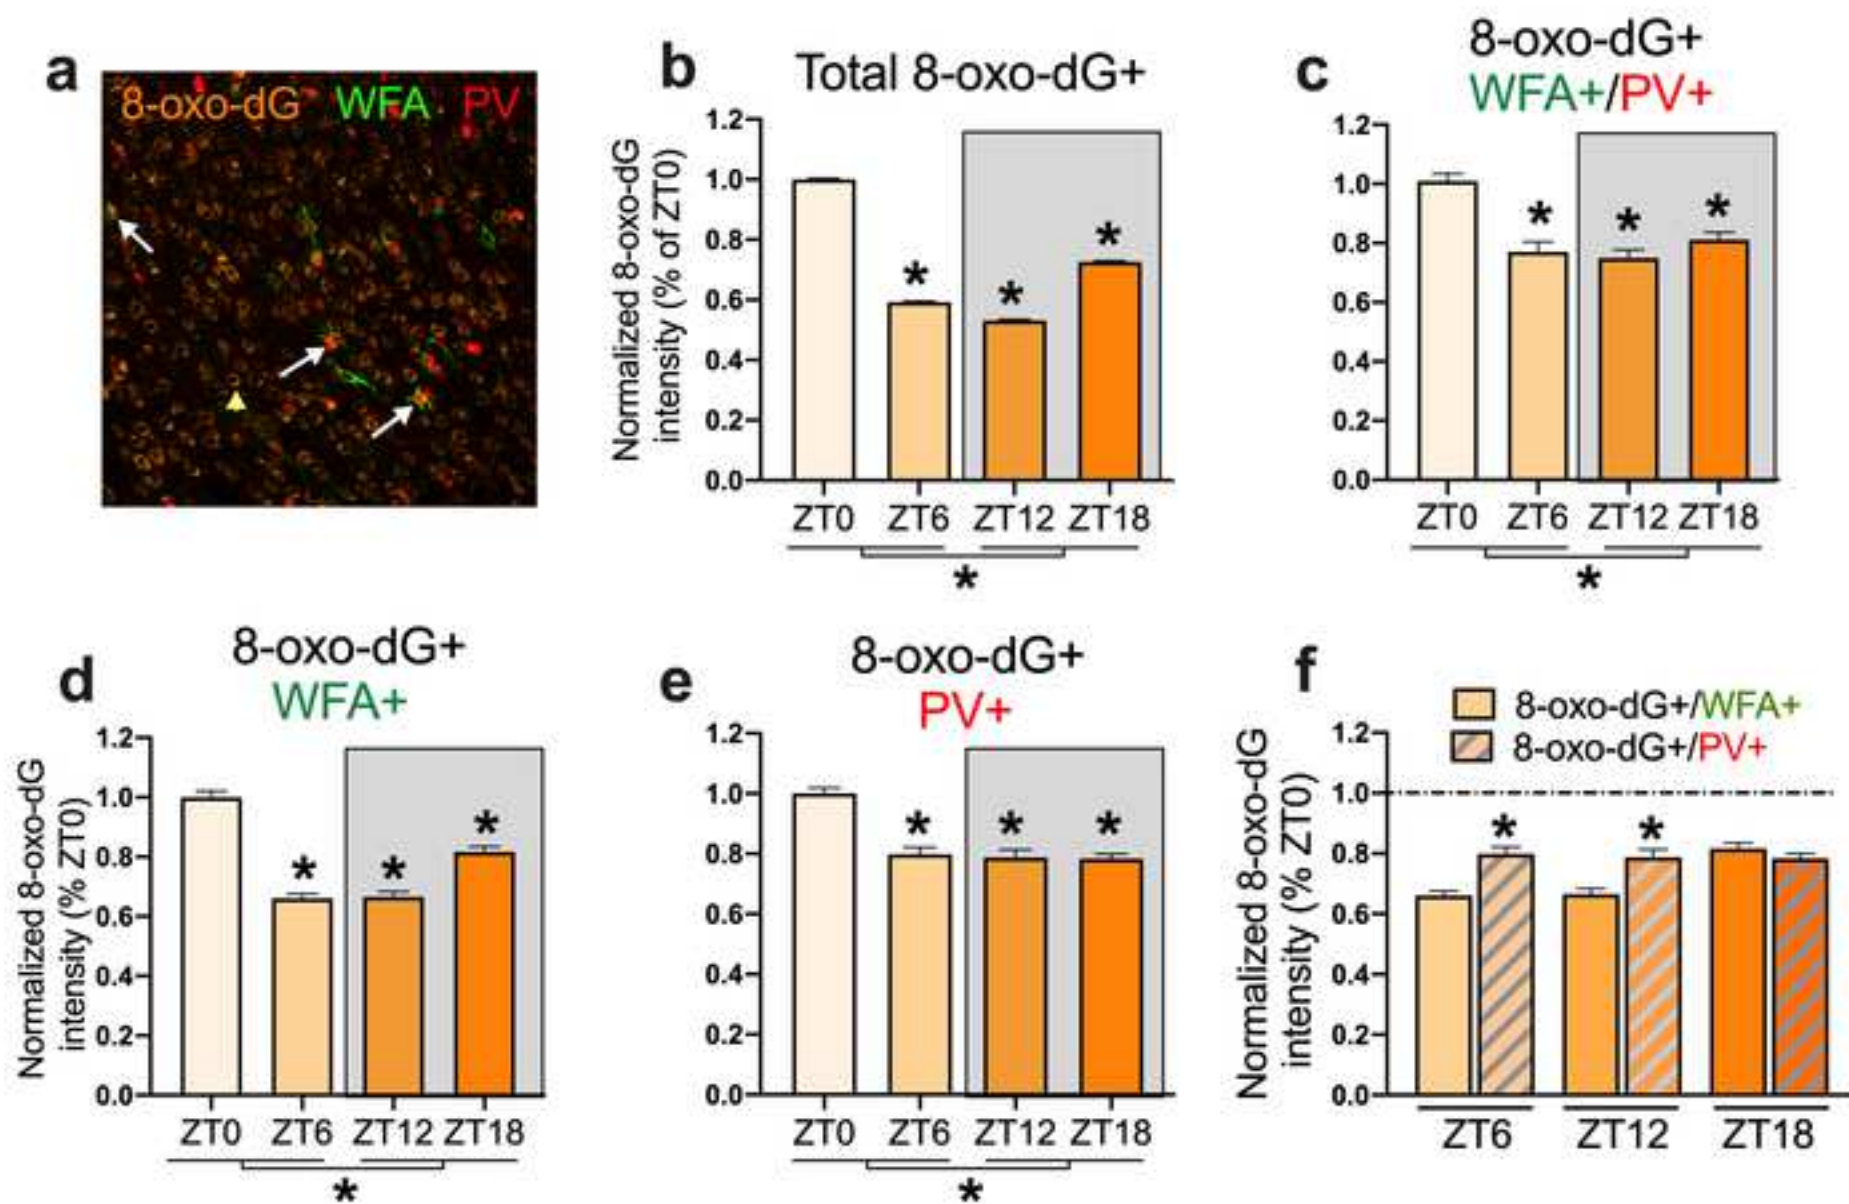 a
8-oxo-dG WFA PV
b
Total 8-oxo-dG+
Normalized 8-oxo-dG
intensity (% of ZT0)
1.2
1.0
0.8
0.6
0.4
0.2
0.0
* * *
ZT0 ZT6 ZT12 ZT18
*
c
8-oxo-dG+
WFA+/PV+
1.2
1.0
0.8
0.6
0.4
0.2
0.0
* * *
ZT0 ZT6 ZT12 ZT18
*
d
8-oxo-dG+
WFA+
Normalized 8-oxo-dG
intensity (% ZT0)
1.2
1.0
0.8
0.6
0.4
0.2
0.0
* * *
ZT0 ZT6 ZT12 ZT18
*
e
8-oxo-dG+
PV+
1.2
1.0
0.8
0.6
0.4
0.2
0.0
* * *
ZT0 ZT6 ZT12 ZT18
*
f
8-oxo-dG+/WFA+
8-oxo-dG+/PV+
Normalized 8-oxo-dG
intensity (% ZT0)
1.2
1.0
0.8
0.6
0.4
0.2
0.0
* *
ZT6 ZT12 ZT18